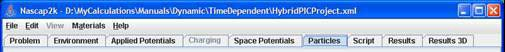 Nascap2k - D:\MyCalculations\Manuals\Dynamic\TimeDependent\HybridPICProject.xml
File Edit View Materials Help
Problem Environment Applied Potentials Charging Space Potentials Particles Script Results Results 3D